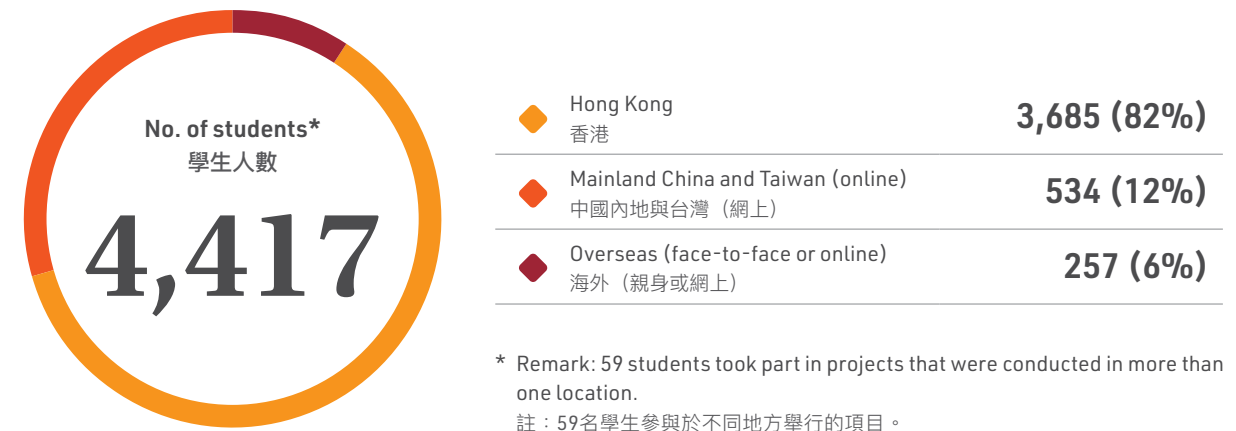 No. of students*
學生人數
4,417
Hong Kong
香港
3,685 (82%)
Mainland China and Taiwan (online)
中國內地與台灣（網上）
534 (12%)
Overseas (face-to-face or online)
海外（親身或網上）
257 (6%)
* Remark: 59 students took part in projects that were conducted in more than
one location.
註：59名學生參與於不同地方舉行的項目。